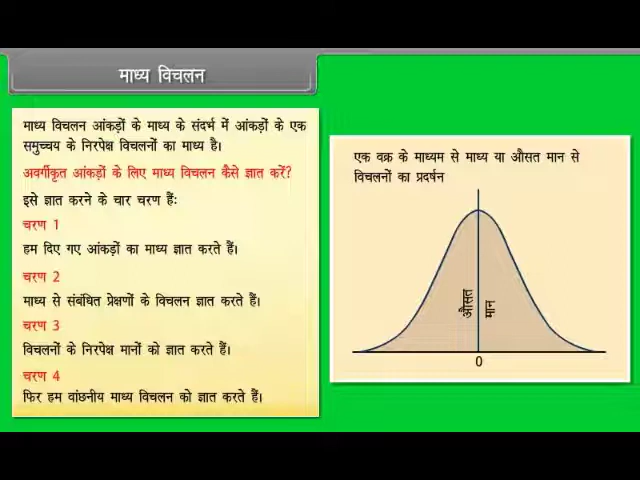 माध्य विचलन
माध्य विचलन आंकड़ों के माध्य के संदर्भ में आंकड़ों के एक
समुच्चय के निरपेक्ष विचलनों का माध्य है।
अवर्गीकृत आंकड़ों के लिए माध्य विचलन कैसे ज्ञात करें?
इसे ज्ञात करने के चार चरण हैंः
चरण 1
हम दिए गए आंकड़ों का माध्य ज्ञात करते हैं।
चरण 2
माध्य से संबंधित प्रेक्षणों के विचलन ज्ञात करते हैं।
चरण 3
विचलनों के निरपेक्ष मानों को ज्ञात करते हैं।
चरण 4
फिर हम वांछनीय माध्य विचलन को ज्ञात करते हैं।
एक वक्र के माध्यम से माध्य या औसत मान से
विचलनों का प्रदर्षन
औसत
मान
0